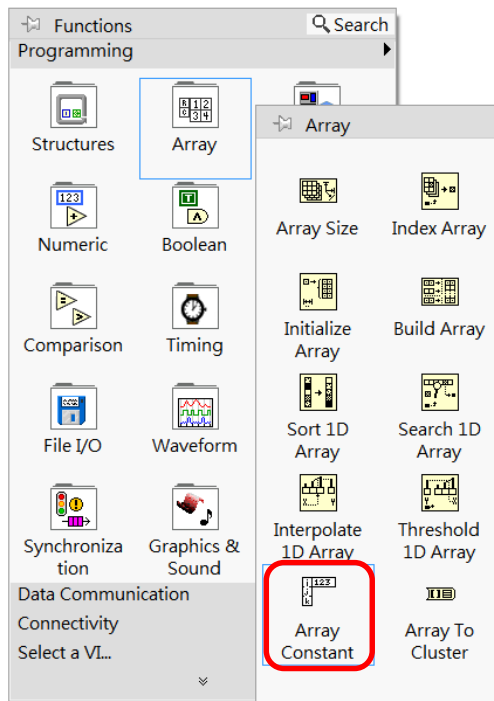 Functions
Search
Programming
Structures
Array
Numeric
Boolean
Comparison
Timing
File I/O
Waveform
Synchroniza
tion
Graphics &
Sound
Data Communication
Connectivity
Select a VI...
Array
Array Size
Index Array
Initialize
Array
Build Array
Sort 1D
Array
Search 1D
Array
Interpolate
1D Array
Threshold
1D Array
Array
Constant
Array To
Cluster